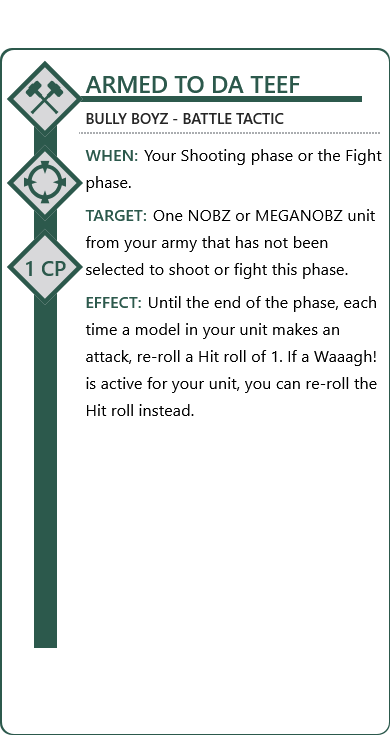 ARMED TO DA TEEF
BULLY BOYZ - BATTLE TACTIC
WHEN: Your Shooting phase or the Fight
phase.
TARGET: One NOBZ or MEGANOBZ unit
from your army that has not been
selected to shoot or fight this phase.
1 CP
EFFECT: Until the end of the phase, each
time a model in your unit makes an
attack, re-roll a Hit roll of 1. If a Waaagh!
is active for your unit, you can re-roll the
Hit roll instead.